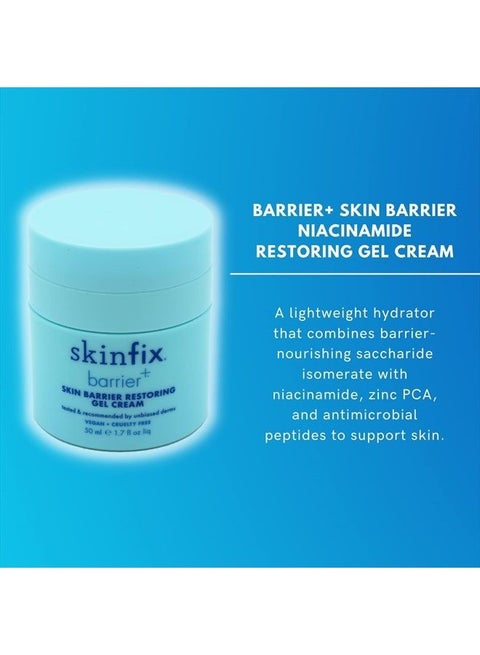 BARRIER+ SKIN BARRIER
NIACINAMIDE
RESTORING GEL CREAM
A lightweight hydrator
that combines barrier-
nourishing saccharide
isomerate with
niacinamide, zinc PCA,
and antimicrobial
peptides to support skin.
skinfix.
barrier+
SKIN BARRIER RESTORING
GEL CREAM
tested & recommended by unbiased derms
VEGAN + CRUELTY FREE
50 ml e 1.7 fl oz liq